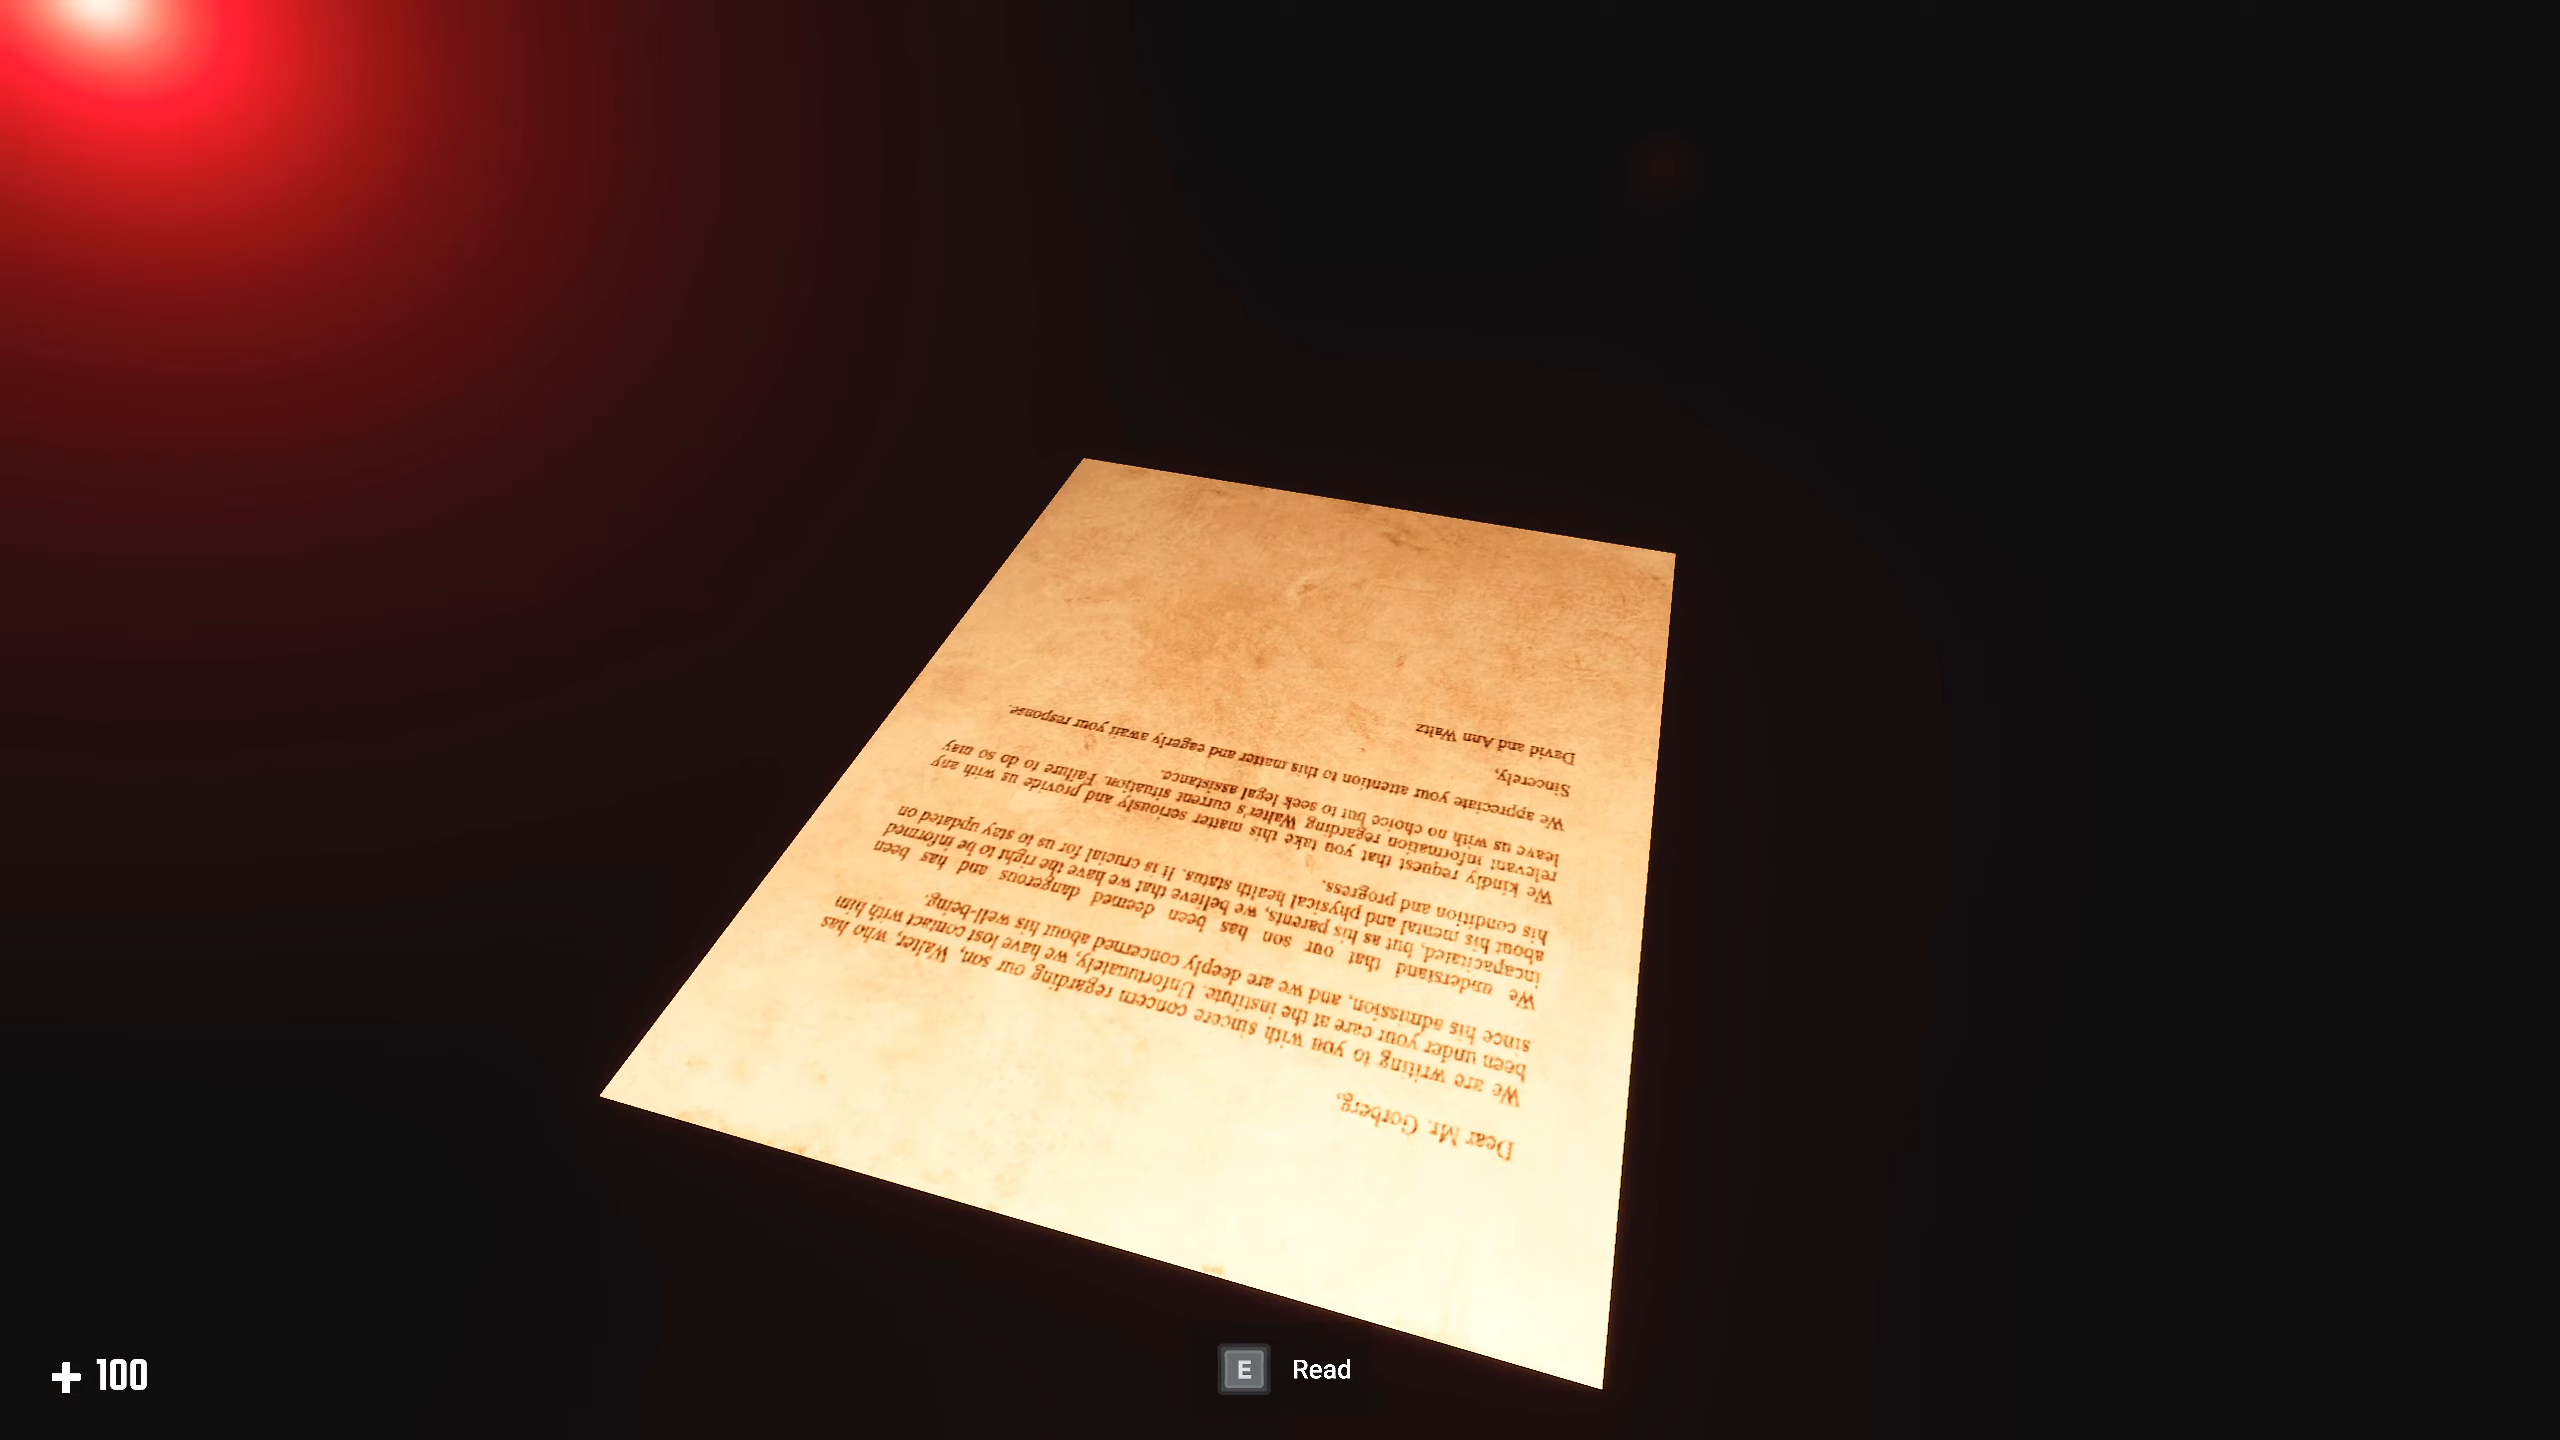 Dear Mr. Gorberg,
We are writing to you with sincere concern regarding our son, Walter, who has
been under your care at the institute. Unfortunately, we have lost contact with him
since his admission, and we are deeply concerned about his well-being.
We understand that our son has been deemed dangerous and has been
incapacitated, but as his parents, we believe that we have the right to be informed
about his mental and physical health status. It is crucial for us to stay updated on
his condition and progress.
We kindly request that you take this matter seriously and provide us with any
relevant information regarding Walter's current situation. Failure to do so may
leave us with no choice but to seek legal assistance.
We appreciate your attention to this matter and eagerly await your response.
Sincerely,
David and Ann Waltz
100
E Read